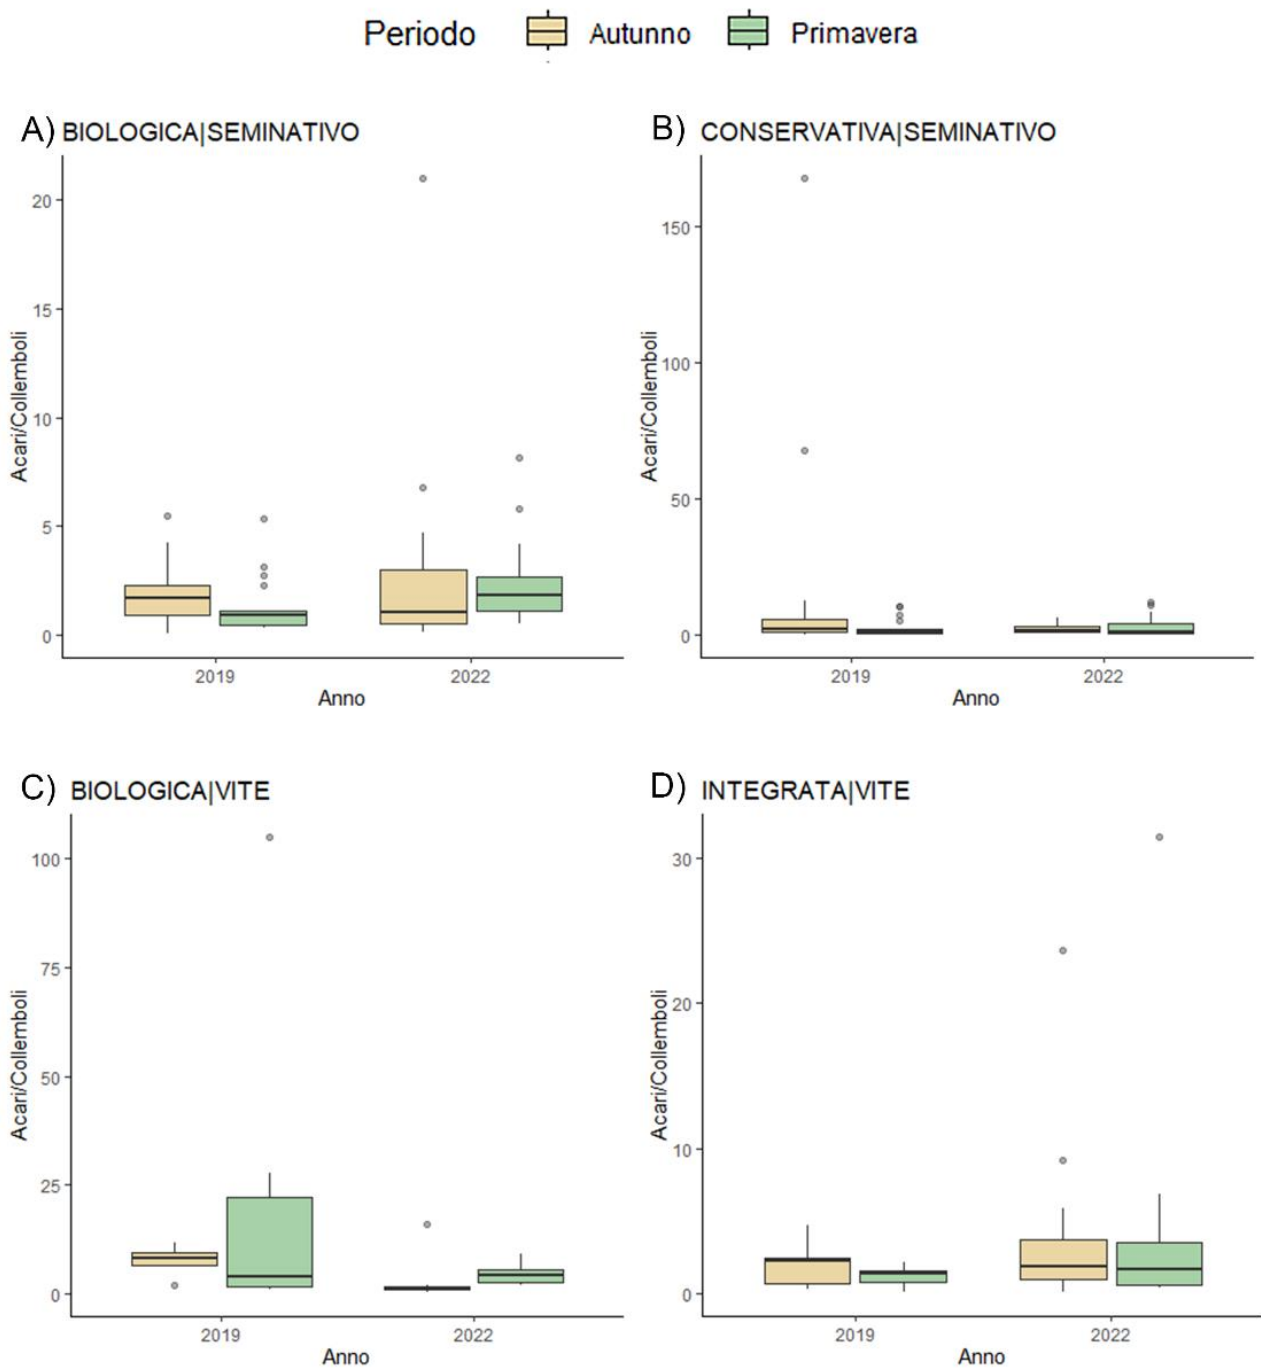 Periodo Autunno Primavera
A) BIOLOGICA|SEMINATIVO
20
15
10
5
0
Acari/Collemboli
2019 2022
Anno
B) CONSERVATIVA|SEMINATIVO
150
100
50
0
Acari/Collemboli
2019 2022
Anno
C) BIOLOGICA|VITE
100
75
50
25
0
Acari/Collemboli
2019 2022
Anno
D) INTEGRATA|VITE
30
20
10
0
Acari/Collemboli
2019 2022
Anno